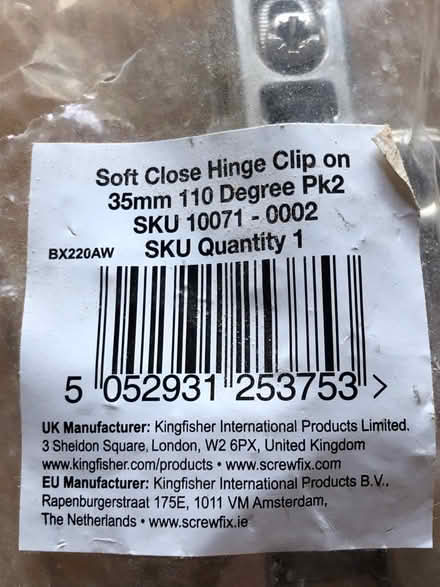 Soft Close Hinge Clip on
35mm 110 Degree Pk2
SKU 10071 - 0002
BX220AW SKU Quantity 1
5 052931 253753 >
UK Manufacturer: Kingfisher International Products Limited.
3 Sheldon Square, London, W2 6PX, United Kingdom
www.kingfisher.com/products • www.screwfix.com
EU Manufacturer: Kingfisher International Products B.V.,
Rapenburgerstraat 175E, 1011 VM Amsterdam,
The Netherlands • www.screwfix.ie